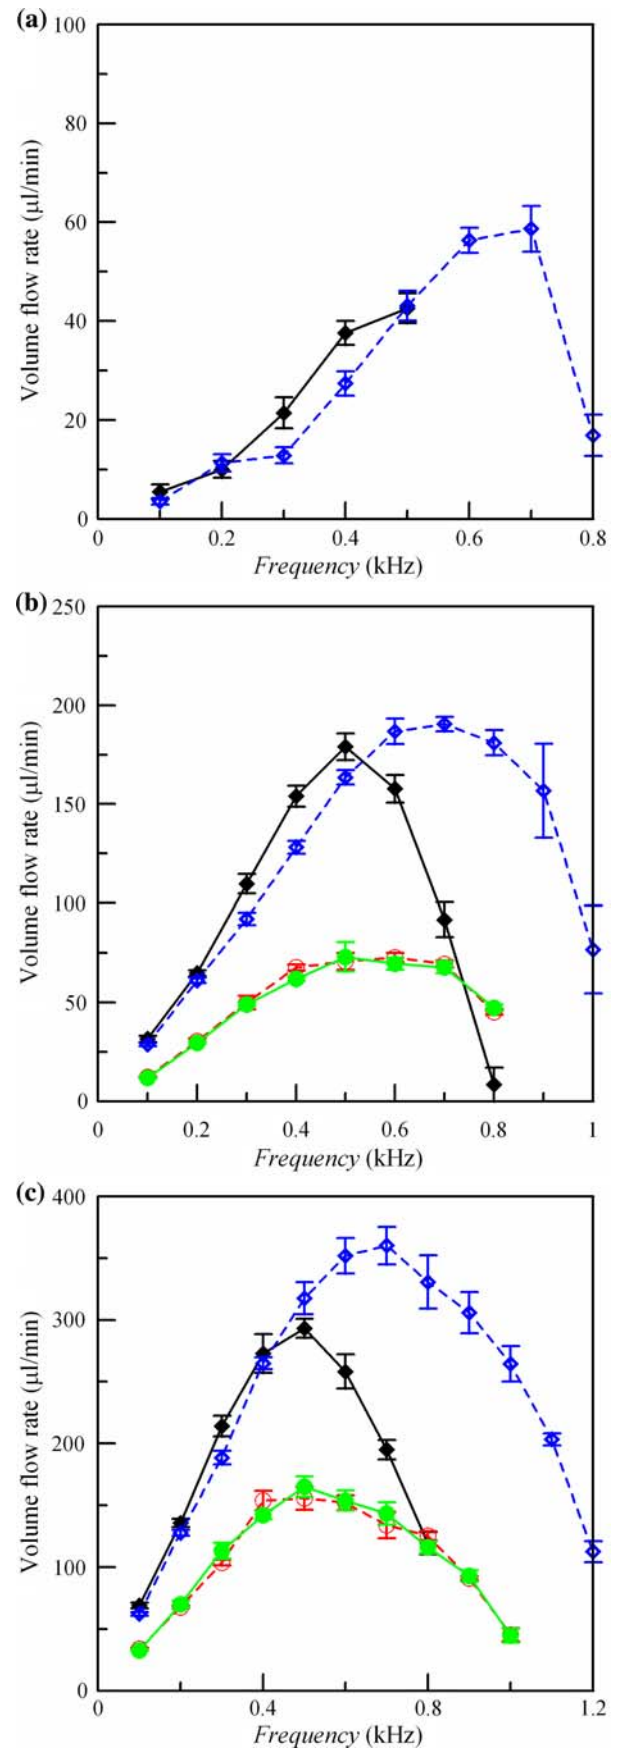 (a)
100
80
60
40
20
0
Volume flow rate (μl/min)
0 0.2 0.4 0.6 0.8
Frequency (kHz)
(b)
250
200
150
100
50
0
Volume flow rate (μl/min)
0 0.2 0.4 0.6 0.8 1
Frequency (kHz)
(c)
400
300
200
100
0
Volume flow rate (μl/min)
0 0.4 0.8 1.2
Frequency (kHz)